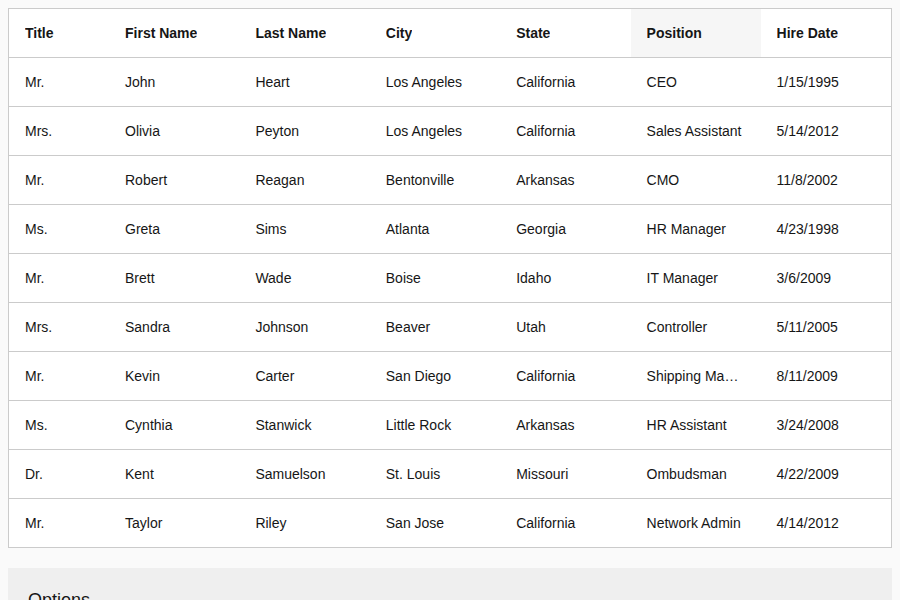 Title First Name Last Name City State Position Hire Date
Mr. John Heart Los Angeles California CEO 1/15/1995
Mrs. Olivia Peyton Los Angeles California Sales Assistant 5/14/2012
Mr. Robert Reagan Bentonville Arkansas CMO 11/8/2002
Ms. Greta Sims Atlanta Georgia HR Manager 4/23/1998
Mr. Brett Wade Boise Idaho IT Manager 3/6/2009
Mrs. Sandra Johnson Beaver Utah Controller 5/11/2005
Mr. Kevin Carter San Diego California Shipping Ma… 8/11/2009
Ms. Cynthia Stanwick Little Rock Arkansas HR Assistant 3/24/2008
Dr. Kent Samuelson St. Louis Missouri Ombudsman 4/22/2009
Mr. Taylor Riley San Jose California Network Admin 4/14/2012
Options